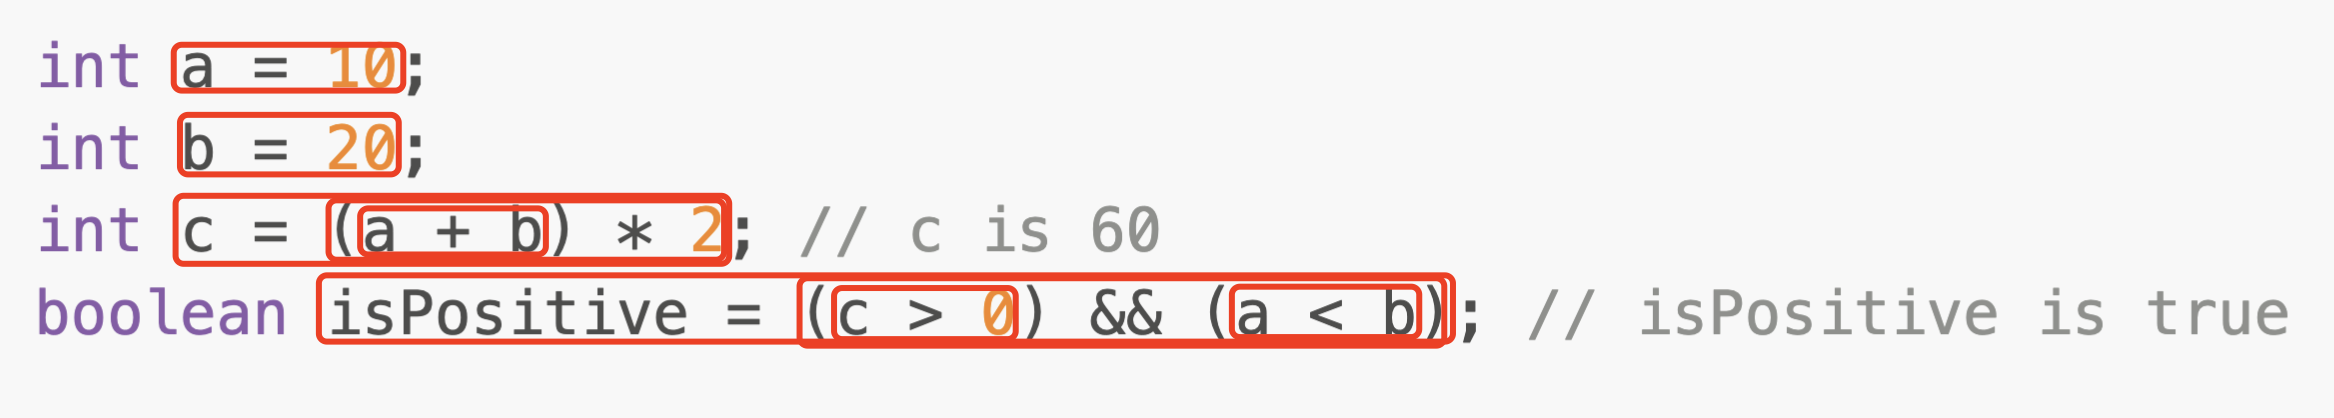 int a = 10;
int b = 20;
int c = (a + b) * 2; // c is 60
boolean isPositive = (c > 0) && (a < b); // isPositive is true